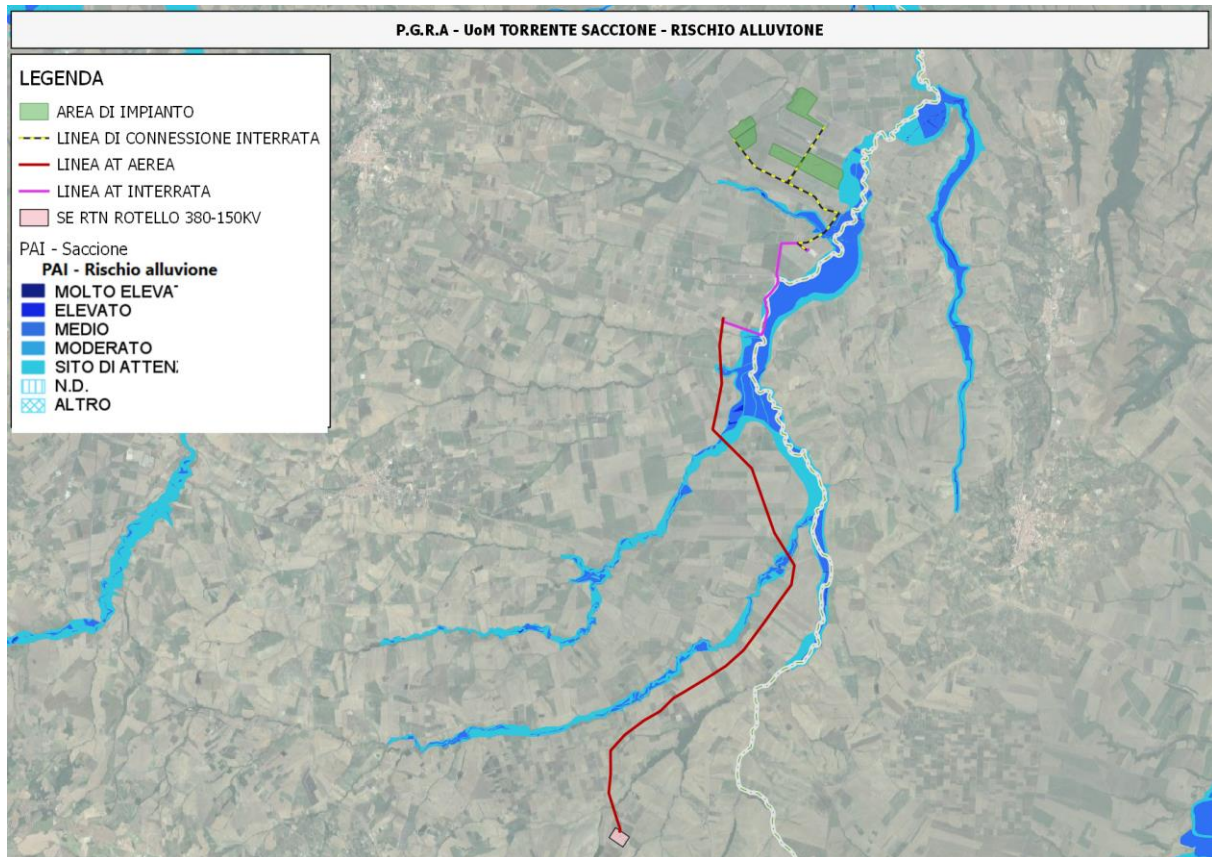 P.G.R.A - UoM TORRENTE SACCIONE - RISCHIO ALLUVIONE
LEGENDA
AREA DI IMPIANTO
LINEA DI CONNESSIONE INTERRATA
LINEA AT AEREA
LINEA AT INTERRATA
SE RTN ROTELLO 380-150KV
PAI - Saccione
PAI - Rischio alluvione
MOLTO ELEVA
ELEVATO
MEDIO
MODERATO
SITO DI ATTEN
N.D.
ALTRO